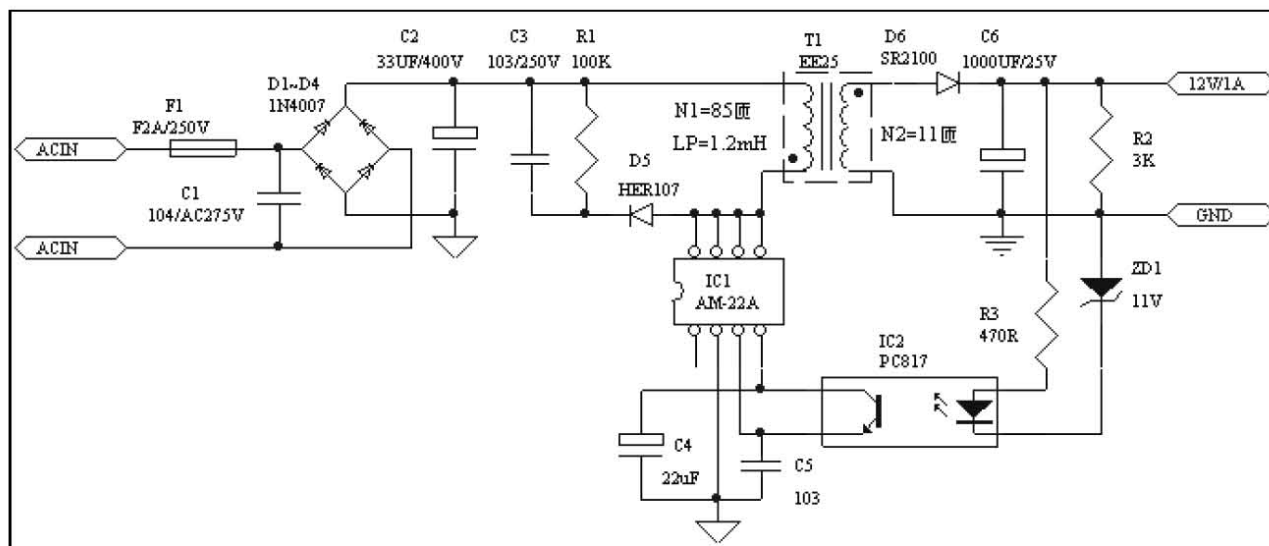 C2
33UF/400V
C3
103/250V
R1
100K
T1
EE25
D6
SR2100
C6
1000UF/25V
D1~D4
1N4007
12W/1A
F1
F2A/250V
N1=85匝
LP=1.2mH
N2=11匝
R2
3K
ACIN
D5
HER107
C1
104/AC275V
ACIN
GND
IC1
AM-22A
ZD1
11V
R3
470R
IC2
PC817
C4
22uF
C5
103